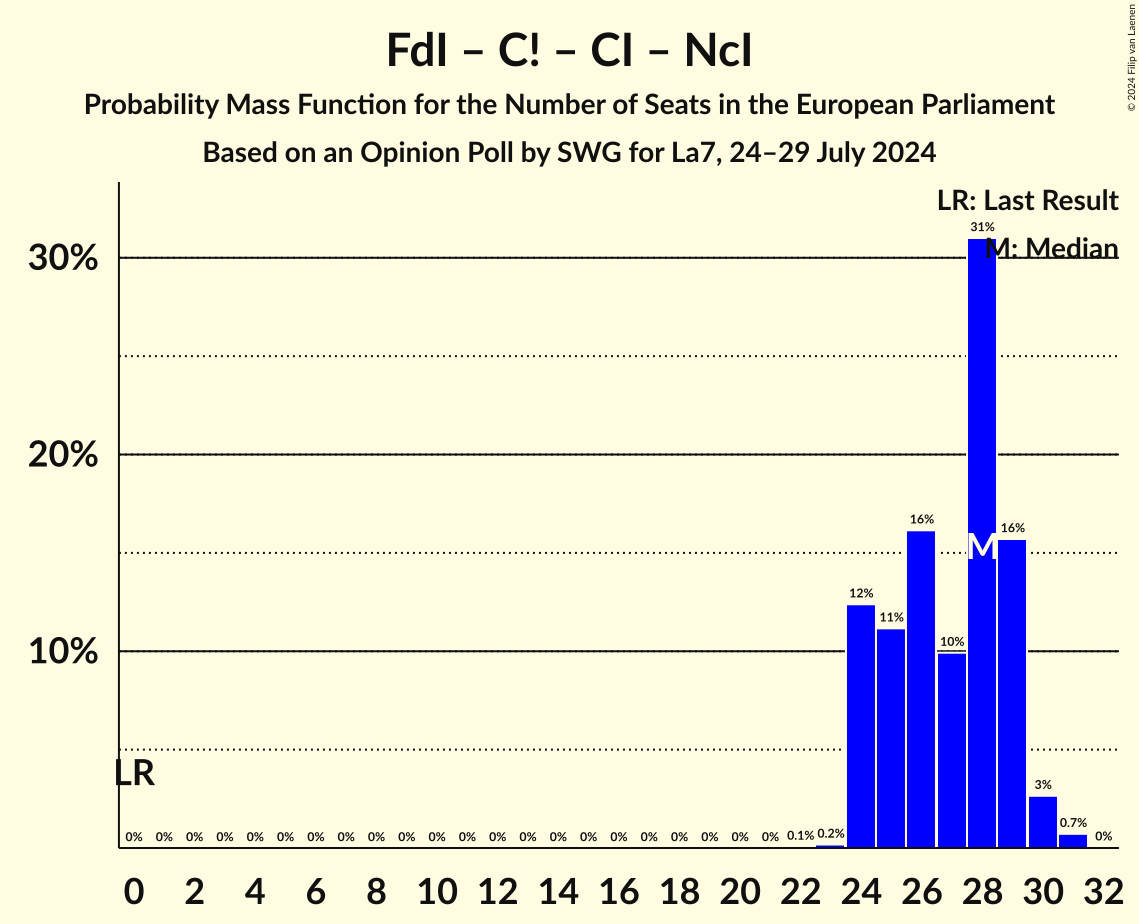 FdI – C! – CI – NcI
Probability Mass Function for the Number of Seats in the European Parliament
Based on an Opinion Poll by SWG for La7, 24–29 July 2024
© 2024 Filip van Laenen
LR: Last Result
M: Median
30%
20%
10%
31%
16%
16%
12%
11%
10%
3%
0.7%
0% 0% 0% 0% 0% 0% 0% 0% 0% 0% 0% 0% 0% 0% 0% 0% 0% 0% 0% 0% 0% 0% 0.1% 0.2% 0%
M
LR
0 2 4 6 8 10 12 14 16 18 20 22 24 26 28 30 32